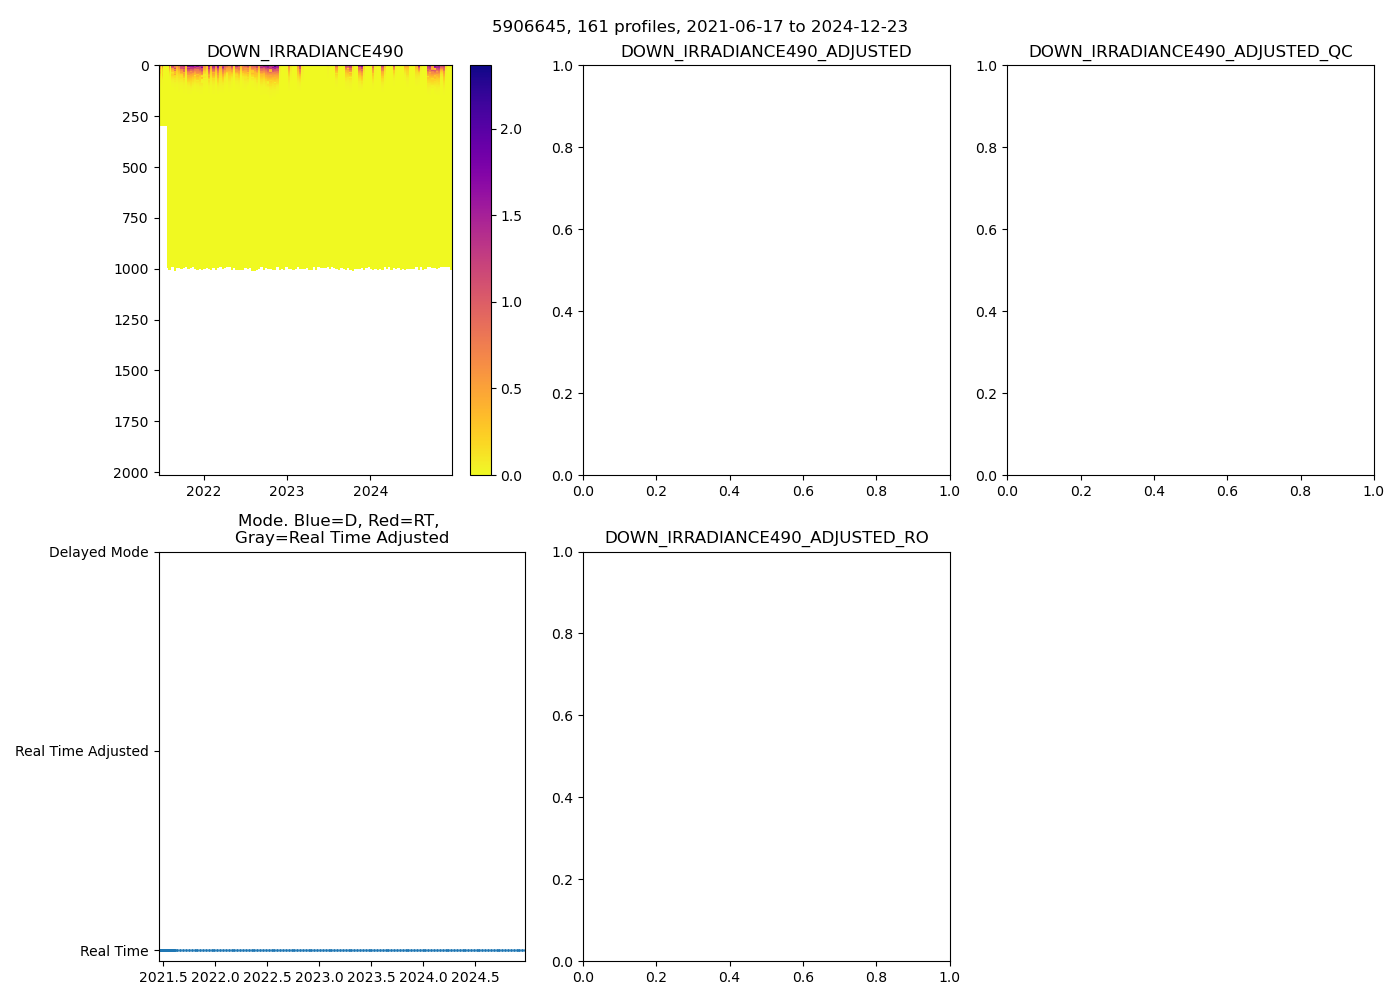 5906645, 161 profiles, 2021-06-17 to 2024-12-23
DOWN_IRRADIANCE490
0
250
500
750
1000
1250
1500
1750
2000
2022
2023
2024
2.0
1.5
1.0
0.5
0.0
DOWN_IRRADIANCE490_ADJUSTED
1.0
0.8
0.6
0.4
0.2
0.0
0.0 0.2 0.4 0.6 0.8 1.0
DOWN_IRRADIANCE490_ADJUSTED_QC
1.0
0.8
0.6
0.4
0.2
0.0
0.0 0.2 0.4 0.6 0.8 1.0
Mode. Blue=D, Red=RT,
Gray=Real Time Adjusted
Delayed Mode
Real Time Adjusted
Real Time
2021.5 2022.0 2022.5 2023.0 2023.5 2024.0 2024.5
DOWN_IRRADIANCE490_ADJUSTED_RO
1.0
0.8
0.6
0.4
0.2
0.0
0.0 0.2 0.4 0.6 0.8 1.0